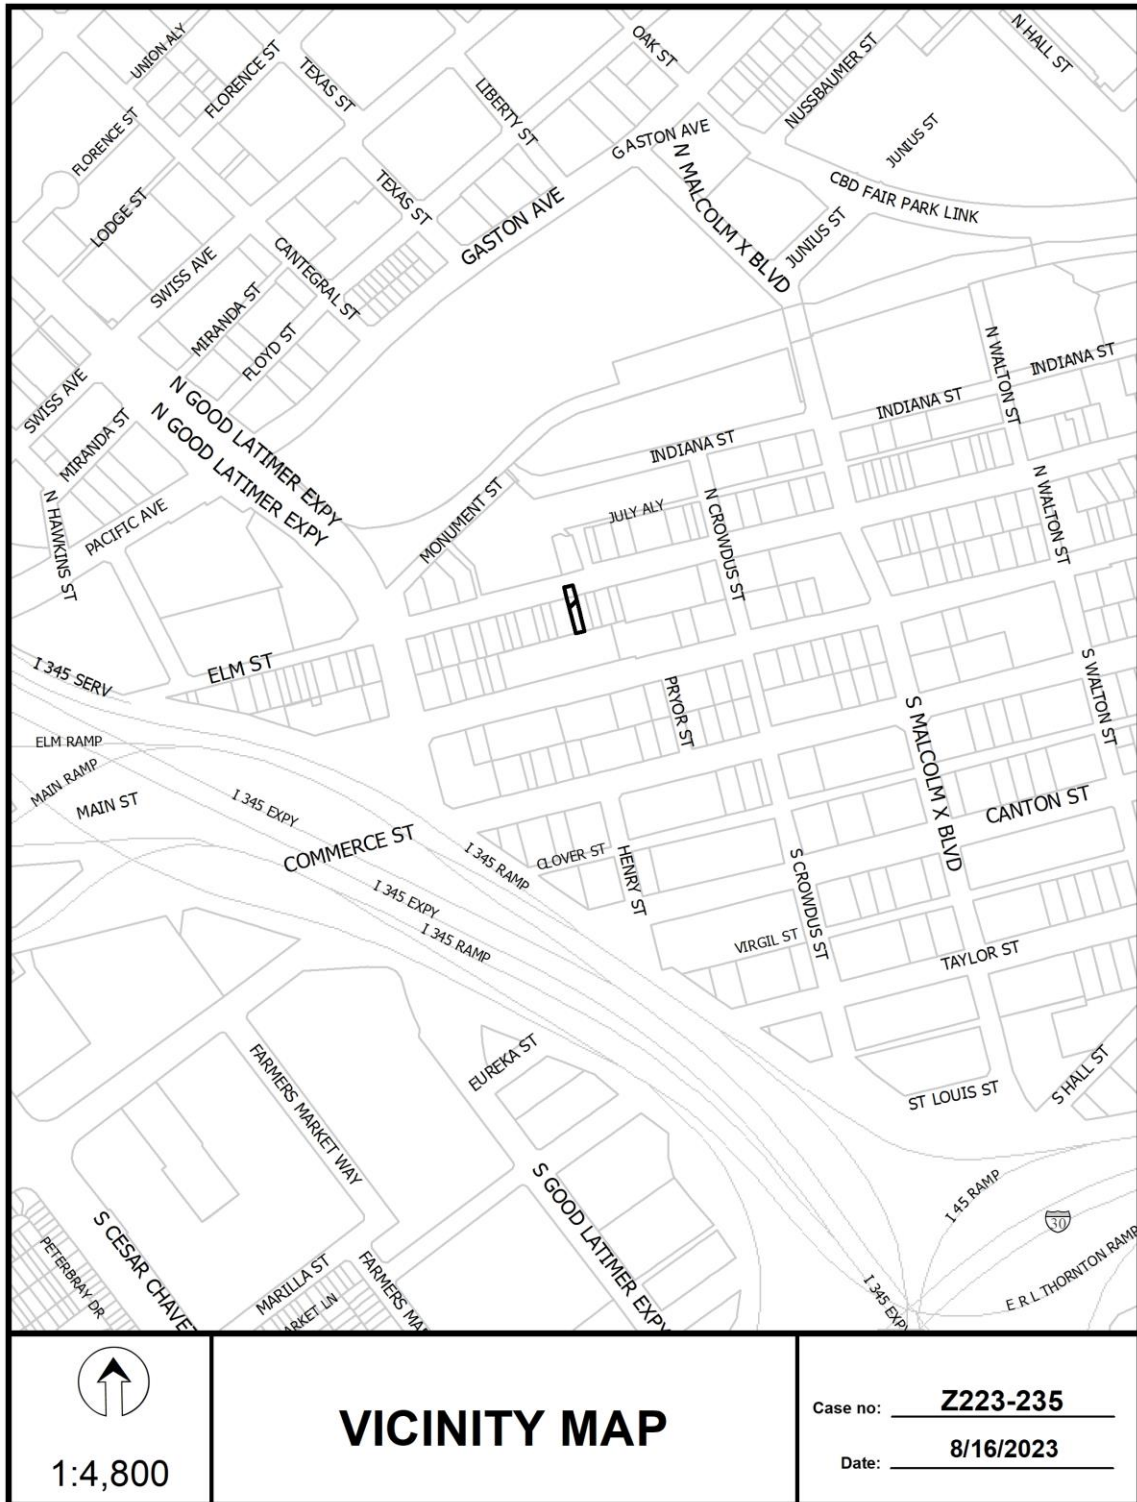 UNION ALY
FLORENCE ST
TEXAS ST
OAK ST
N HALL ST
LIBERTY ST
NUSSBAUMER ST
FLORENCE ST
GASTON AVE
JUNIUS ST
LODGE ST
TEXAS ST
N MALCOLM X BLVD
CBD FAIR PARK LINK
GASTON AVE
JUNIUS ST
SWISS AVE
CANTEGRAL ST
MIRANDA ST
FLOYD ST
N WALTON ST
INDIANA ST
SWISS AVE
N GOOD LATIMER EXPY
INDIANA ST
MIRANDA ST
N GOOD LATIMER EXPY
INDIANA ST
N HAWKINS ST
PACIFIC AVE
MONUMENT ST
JULY ALY
N CROWDUS ST
N WALTON ST
ELM ST
I 345 SERV
PRYOR ST
S WALTON ST
ELM RAMP
S MALCOLM X BLVD
MAIN RAMP
MAIN ST
I 345 EXPY
CANTON ST
COMMERCE ST
I 345 RAMP
CLOVER ST
HENRY ST
S CROWDUS ST
I 345 EXPY
I 345 RAMP
VIRGIL ST
TAYLOR ST
FARMERS MARKET WAY
EUREKA ST
ST LOUIS ST
S HALL ST
S GOOD LATIMER EXPY
I 45 RAMP
30
S CESAR CHAVEZ
PETERBRAY DR
MARILLA ST
FARMERS MA
ARKET LN
I 345 EXPY
E R L THORNTON RAMP
1:4,800
VICINITY MAP
Case no: Z223-235
Date: 8/16/2023